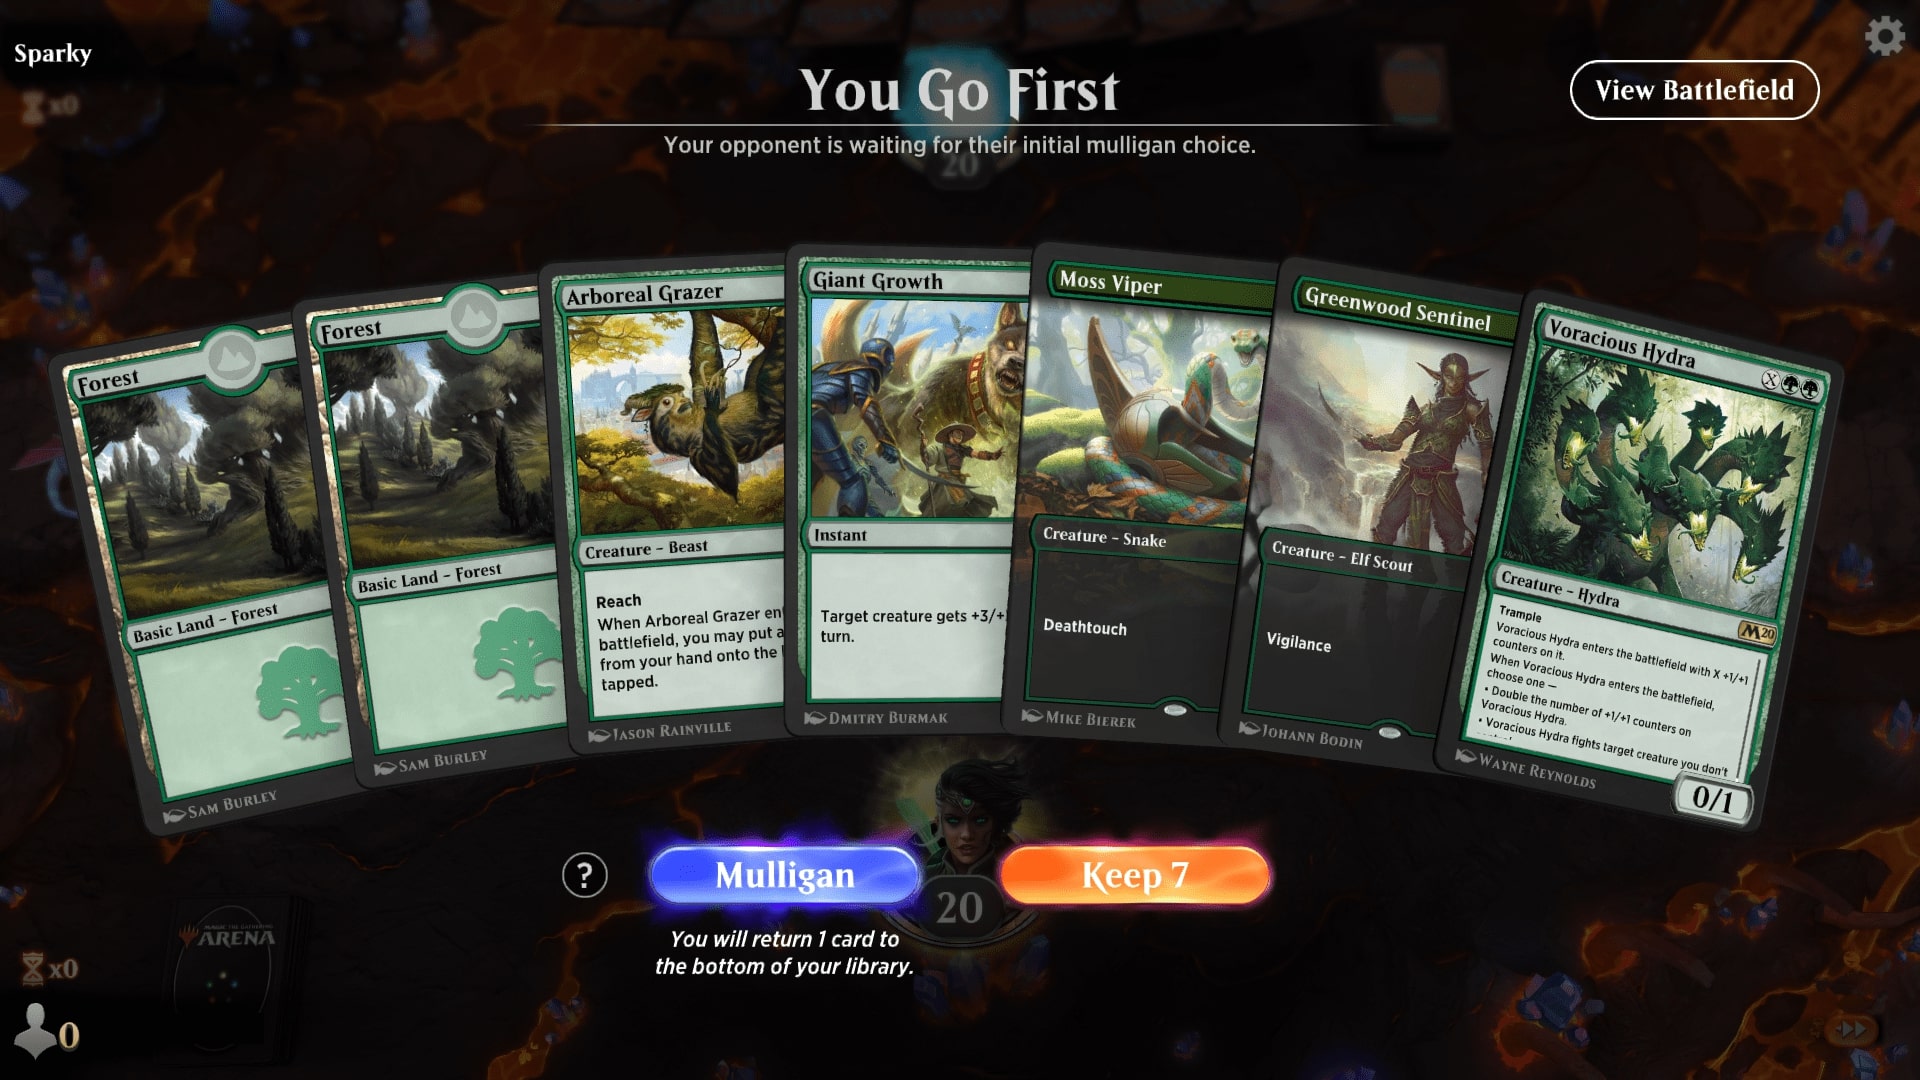 Sparky
x0
You Go First
Your opponent is waiting for their initial mulligan choice.
20
View Battlefield
Forest
Basic Land – Forest
SAM BURLEY
Forest
Basic Land – Forest
SAM BURLEY
Arboreal Grazer
Creature – Beast
Reach
When Arboreal Grazer en
battlefield, you may put a
from your hand onto the
tapped.
JASON RAINVILLE
Giant Growth
Instant
Target creature gets +3/+
turn.
DMITRY BURMAK
Moss Viper
Creature – Snake
Deathtouch
MIKE BIEREK
Greenwood Sentinel
Creature – Elf Scout
Vigilance
JOHANN BODIN
Voracious Hydra
X
Creature – Hydra
M20
Trample
Voracious Hydra enters the battlefield with X +1/+1
counters on it.
When Voracious Hydra enters the battlefield,
choose one —
• Double the number of +1/+1 counters on
Voracious Hydra.
• Voracious Hydra fights target creature you don't
WAYNE REYNOLDS
0/1
?
Mulligan
Keep 7
20
You will return 1 card to
the bottom of your library.
MAGIC THE GATHERING
ARENA
x0
0